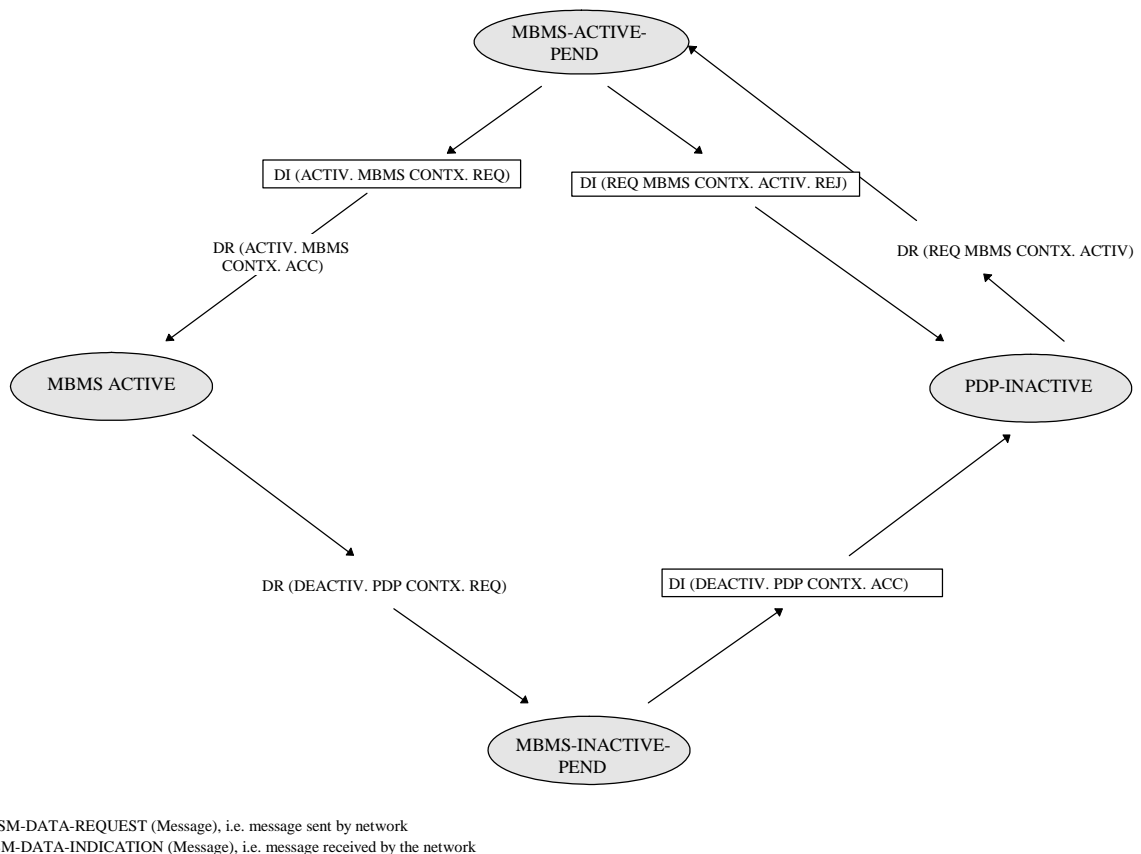 MBMS-ACTIVE-
PEND
DI (ACTIV. MBMS CONTX. REQ)
DI (REQ MBMS CONTX. ACTIV. REJ)
DR (ACTIV. MBMS
CONTX. ACC)
DR (REQ MBMS CONTX. ACTIV)
MBMS ACTIVE
PDP-INACTIVE
DR (DEACTIV. PDP CONTX. REQ)
DI (DEACTIV. PDP CONTX. ACC)
MBMS-INACTIVE-
PEND
SM-DATA-REQUEST (Message), i.e. message sent by network
M-DATA-INDICATION (Message), i.e. message received by the network